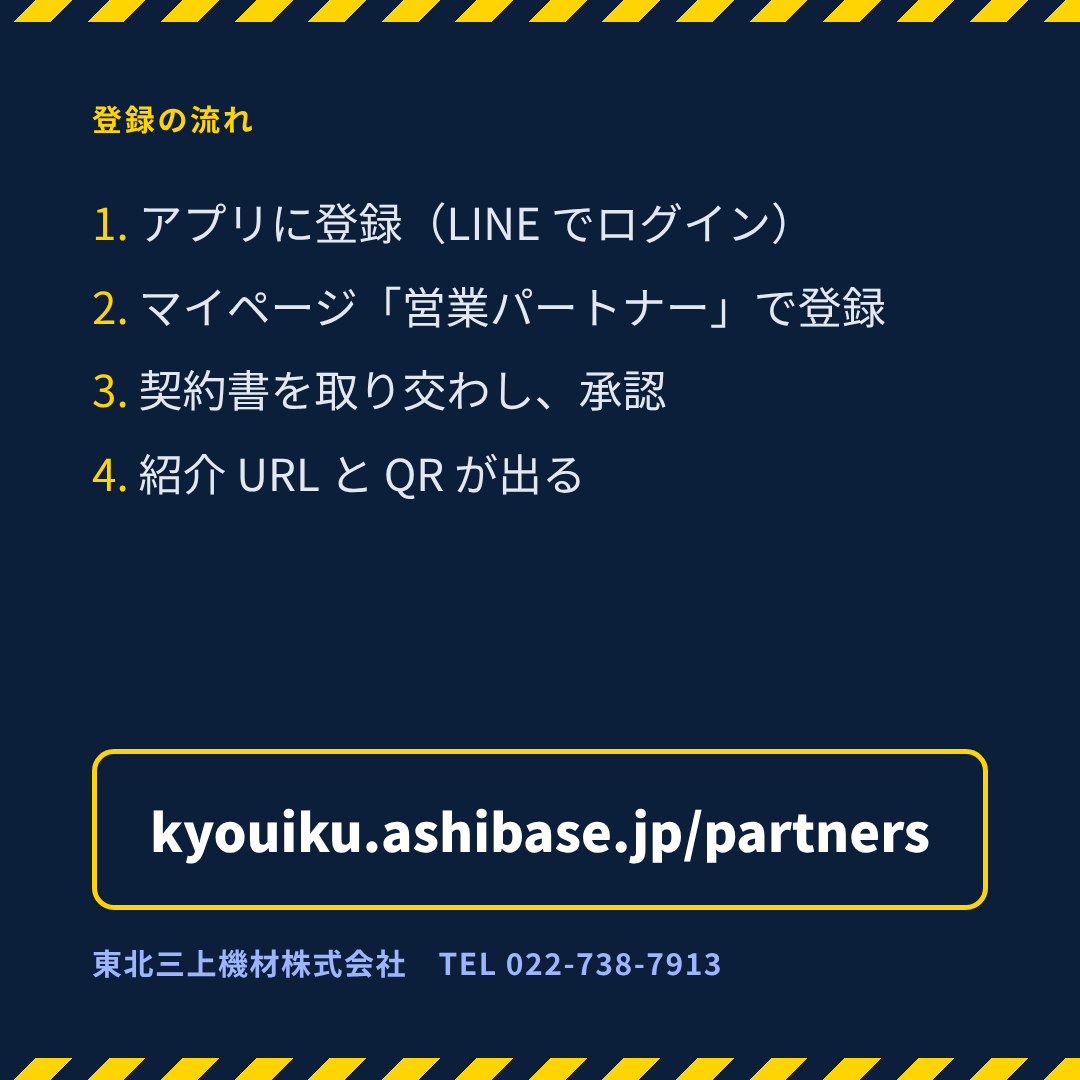 登録の流れ
1. アプリに登録（LINE でログイン）
2. マイページ「営業パートナー」で登録
3. 契約書を取り交わし、承認
4. 紹介 URL と QR が出る
kyouiku.ashibase.jp/partners
東北三上機材株式会社　TEL 022-738-7913